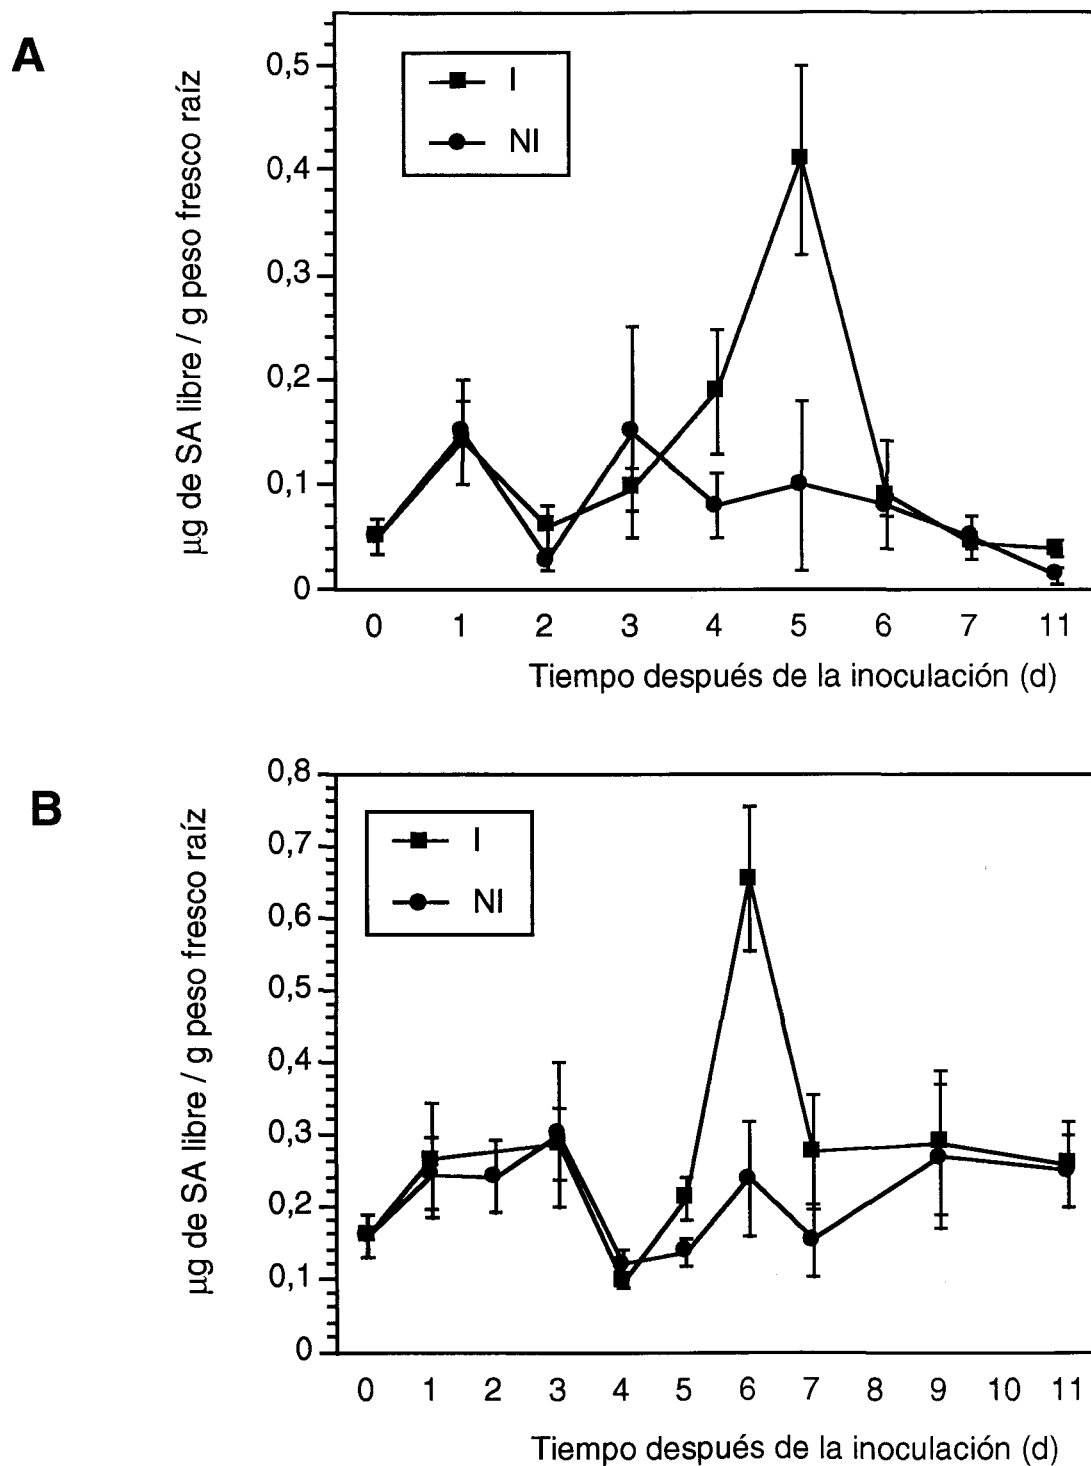 A
µg de SA libre / g peso fresco raíz
0,5
0,4
0,3
0,2
0,1
0
I
NI
0 1 2 3 4 5 6 7 11
Tiempo después de la inoculación (d)
B
µg de SA libre / g peso fresco raíz
0,8
0,7
0,6
0,5
0,4
0,3
0,2
0,1
0
I
NI
0 1 2 3 4 5 6 7 8 9 10 11
Tiempo después de la inoculación (d)